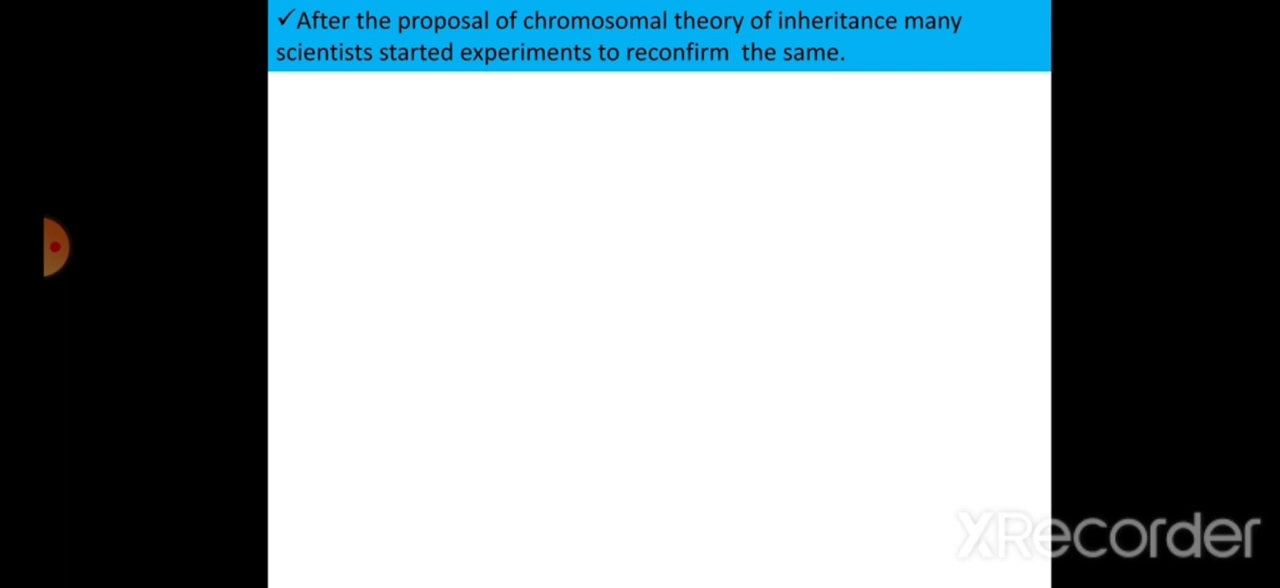 ✓After the proposal of chromosomal theory of inheritance many
scientists started experiments to reconfirm the same.
XRecorder